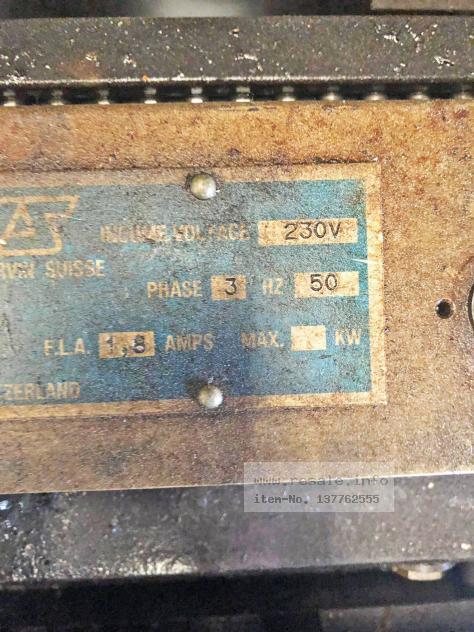 INCOME VOLTAGE 230V
SUISSE
PHASE 3 HZ 50
F.L.A. 1,8 AMPS MAX. KW
ZERLAND
www.resale.info
item-No. 137762555